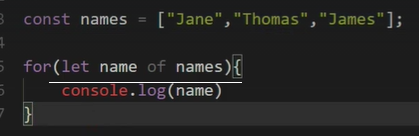 const names = ["Jane","Thomas","James"];
for(let name of names){
console.log(name)
}